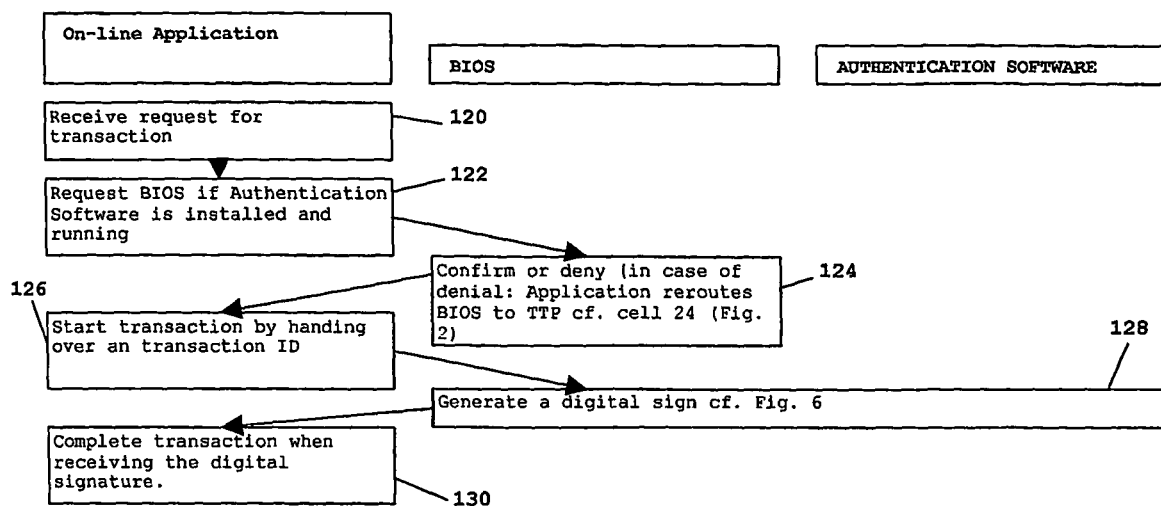 On-line Application
BIOS
AUTHENTICATION SOFTWARE
Receive request for
transaction
120
Request BIOS if Authentication
Software is installed and
running
122
Confirm or deny (in case of
denial: Application reroutes
BIOS to TTP cf. cell 24 (Fig.
2)
124
126
Start transaction by handing
over an transaction ID
128
Generate a digital sign cf. Fig. 6
Complete transaction when
receiving the digital
signature.
130